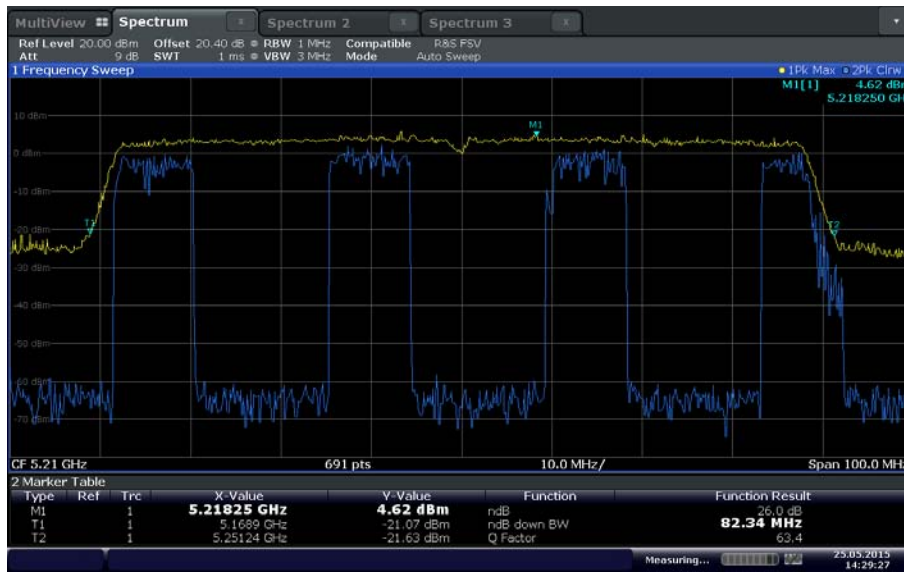 MultiView Spectrum x Spectrum 2 x Spectrum 3 x
Ref Level 20.00 dBm Offset 20.40 dB RBW 1 MHz Compatible R&S FSV
Att 9 dB SWT 1 ms VBW 3 MHz Mode Auto Sweep
1 Frequency Sweep 1Pk Max 2Pk Clrw
M1[1] 4.62 dBm
5.218250 GH
10 dBm
M1
0 dBm
-10 dBm
T1 T2
-20 dBm
-30 dBm
-40 dBm
-50 dBm
-60 dBm
-70 dBm
CF 5.21 GHz 691 pts 10.0 MHz/ Span 100.0 MHz
2 Marker Table
Type Ref Trc X-Value Y-Value Function Function Result
M1 1 5.21825 GHz 4.62 dBm ndB 26.0 dB
T1 1 5.1689 GHz -21.07 dBm ndB down BW 82.34 MHz
T2 1 5.25124 GHz -21.63 dBm Q Factor 63.4
Measuring... 25.05.2015
14:29:27